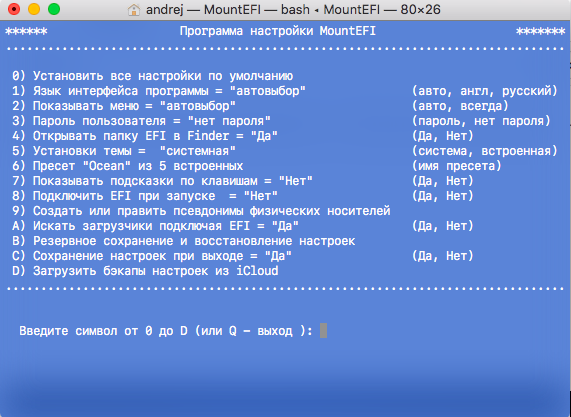 andrej — MountEFI — bash ◂ MountEFI — 80×26
****** Программа настройки MountEFI *******
................................................................................
0) Установить все настройки по умолчанию
1) Язык интерфейса программы = "автовыбор" (авто, англ, русский)
2) Показывать меню = "автовыбор" (авто, всегда)
3) Пароль пользователя = "нет пароля" (пароль, нет пароля)
4) Открывать папку EFI в Finder = "Да" (Да, Нет)
5) Установки темы = "системная" (система, встроенная)
6) Пресет "Ocean" из 5 встроенных (имя пресета)
7) Показывать подсказки по клавишам = "Нет" (Да, Нет)
8) Подключить EFI при запуске = "Нет" (Да, Нет)
9) Создать или править псевдонимы физических носителей
A) Искать загрузчики подключая EFI = "Да" (Да, Нет)
B) Резервное сохранение и восстановление настроек
C) Сохранение настроек при выходе = "Да" (Да, Нет)
D) Загрузить бэкапы настроек из iCloud
................................................................................
Введите символ от 0 до D (или Q - выход ):